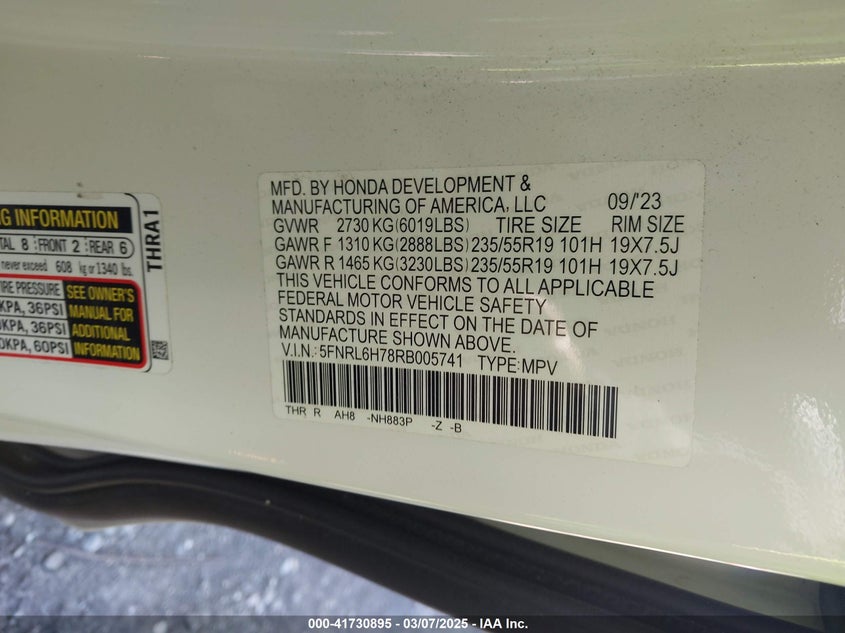 NG INFORMATION
TAL 8 FRONT 2 REAR 6
never exceed 608 kg or 1340 lbs.
TIRE PRESSURE SEE OWNER'S
KPA, 36PSI MANUAL FOR
0KPA, 36PSI ADDITIONAL
0KPA, 60PSI INFORMATION
THRA1
MFD. BY HONDA DEVELOPMENT &
MANUFACTURING OF AMERICA, LLC 09/'23
GVWR 2730 KG(6019LBS) TIRE SIZE RIM SIZE
GAWR F 1310 KG(2888LBS) 235/55R19 101H 19X7.5J
GAWR R 1465 KG(3230LBS) 235/55R19 101H 19X7.5J
THIS VEHICLE CONFORMS TO ALL APPLICABLE
FEDERAL MOTOR VEHICLE SAFETY
STANDARDS IN EFFECT ON THE DATE OF
MANUFACTURE SHOWN ABOVE.
V.I.N.: 5FNRL6H78RB005741 TYPE:MPV
THR R AH8 -NH883P -Z -B
000-41730895 — 03/07/2025 — IAA Inc.